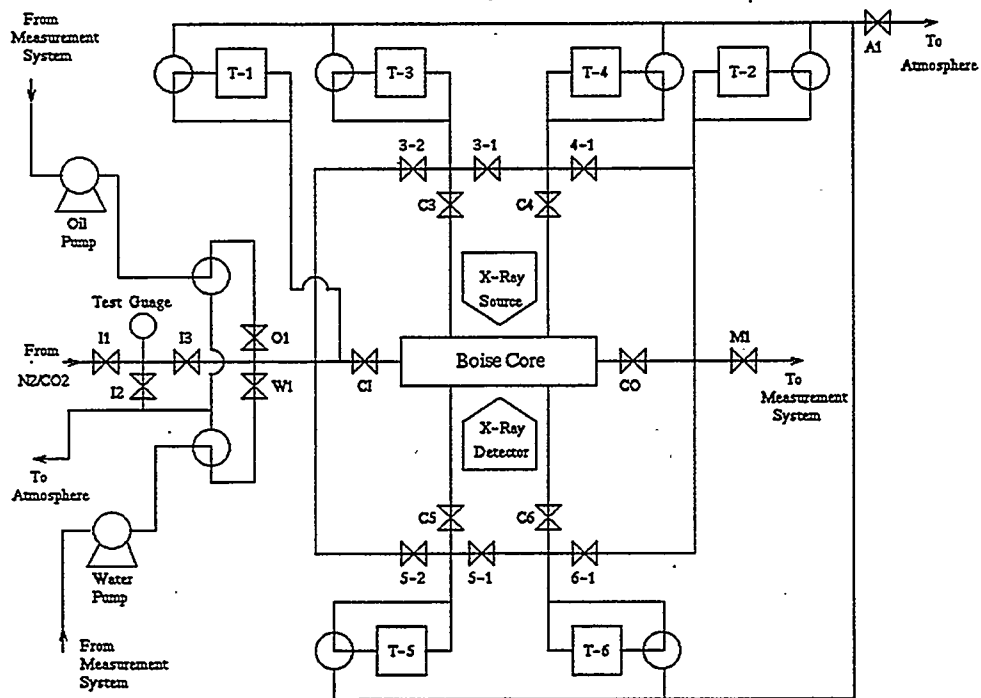 From
Measurement
System
T-1
T-3
T-4
T-2
A1
To
Atmosphere
3-2
3-1
4-1
C3
C4
Oil
Pump
X-Ray
Source
Test Guage
I1
I3
O1
From
N2/CO2
I2
W1
CI
Boise Core
CO
M1
To
Measurement
System
X-Ray
Detector
To
Atmosphere
C5
C6
Water
Pump
5-2
5-1
6-1
From
Measurement
System
T-5
T-6